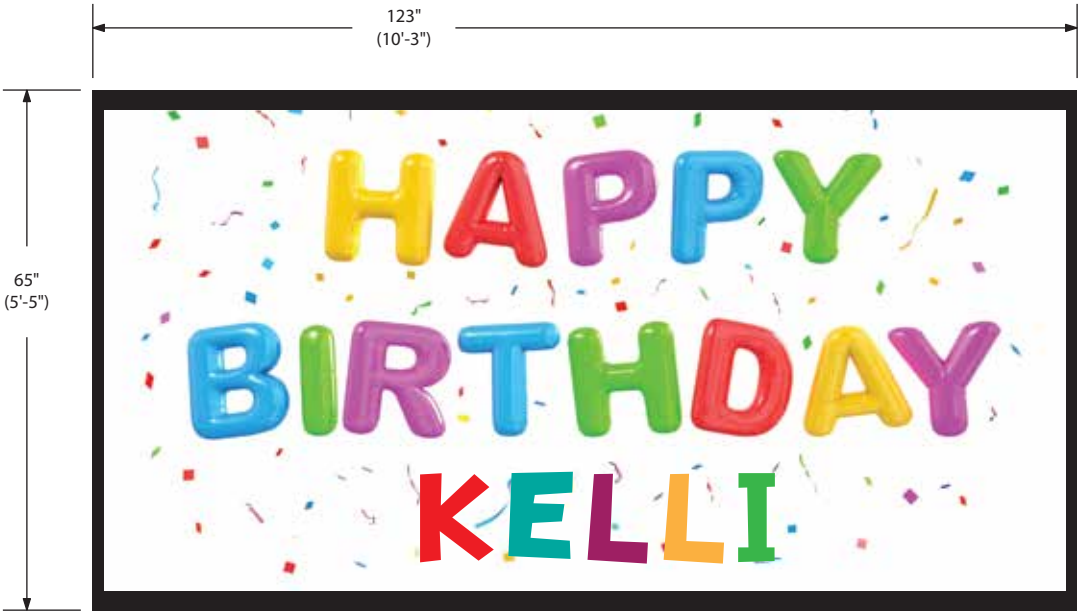 123"
(10'-3")
65"
(5'-5")
HAPPY
BIRTHDAY
KELLI